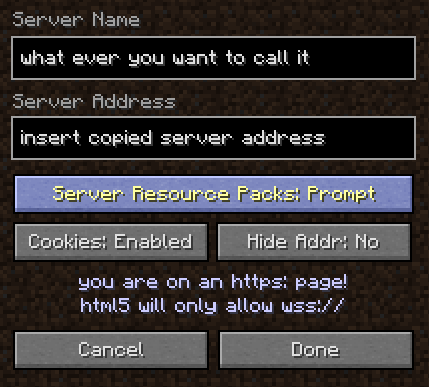 Server Name
what ever you want to call it
Server Address
insert copied server address
Server Resource Packs: Prompt
Cookies: Enabled
Hide Addr: No
you are on an https: page!
html5 will only allow wss://
Cancel
Done